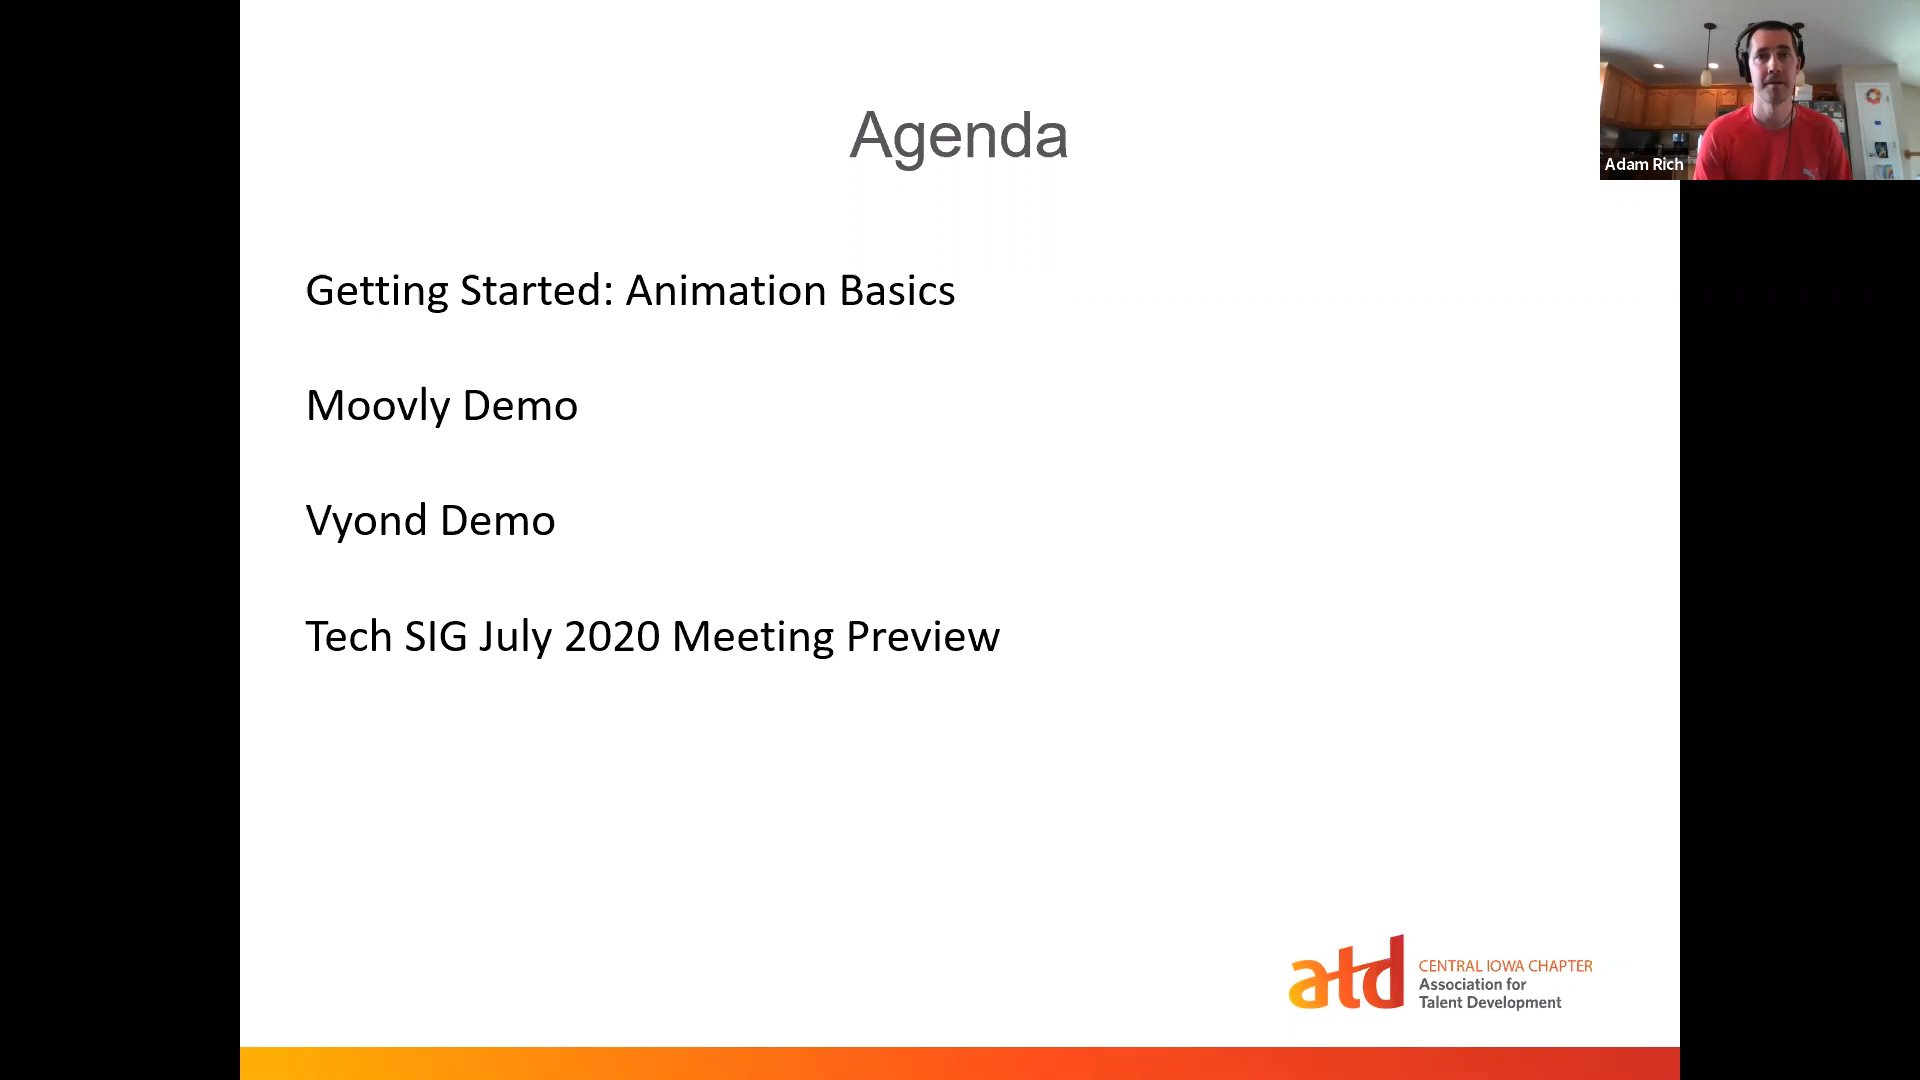 Agenda
Adam Rich
Getting Started: Animation Basics
Moovly Demo
Vyond Demo
Tech SIG July 2020 Meeting Preview
atd
CENTRAL IOWA CHAPTER
Association for
Talent Development